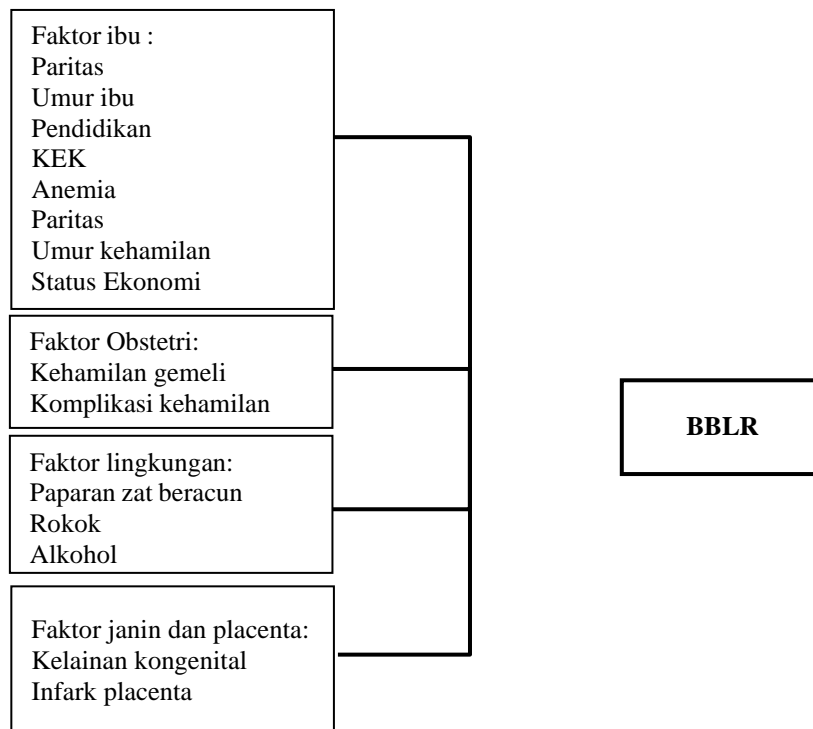 Faktor ibu :
Paritas
Umur ibu
Pendidikan
KEK
Anemia
Paritas
Umur kehamilan
Status Ekonomi
Faktor Obstetri:
Kehamilan gemeli
Komplikasi kehamilan
BBLR
Faktor lingkungan:
Paparan zat beracun
Rokok
Alkohol
Faktor janin dan placenta:
Kelainan kongenital
Infark placenta